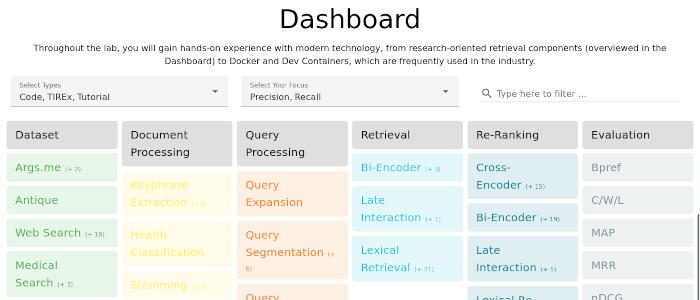 Dashboard
Throughout the lab, you will gain hands-on experience with modern technology, from research-oriented retrieval components (overviewed in the
Dashboard) to Docker and Dev Containers, which are frequently used in the industry.
Select Types
Code, TIREx, Tutorial
Select Your Focus
Precision, Recall
Type here to filter ...
Dataset
Args.me (+ 2)
Antique
Web Search (+ 18)
Medical
Search (+ 3)
Document
Processing
Keyphrase
Extraction (+ 4)
Health
Classification
Stemming
Query
Processing
Query
Expansion
Query
Segmentation (+
6)
Query
Retrieval
Bi-Encoder (+ 3)
Late
Interaction (+ 1)
Lexical
Retrieval (+ 21)
Re-Ranking
Cross-
Encoder (+ 15)
Bi-Encoder (+ 19)
Late
Interaction (+ 1)
Lexical Re-
Evaluation
Bpref
C/W/L
MAP
MRR
nDCG